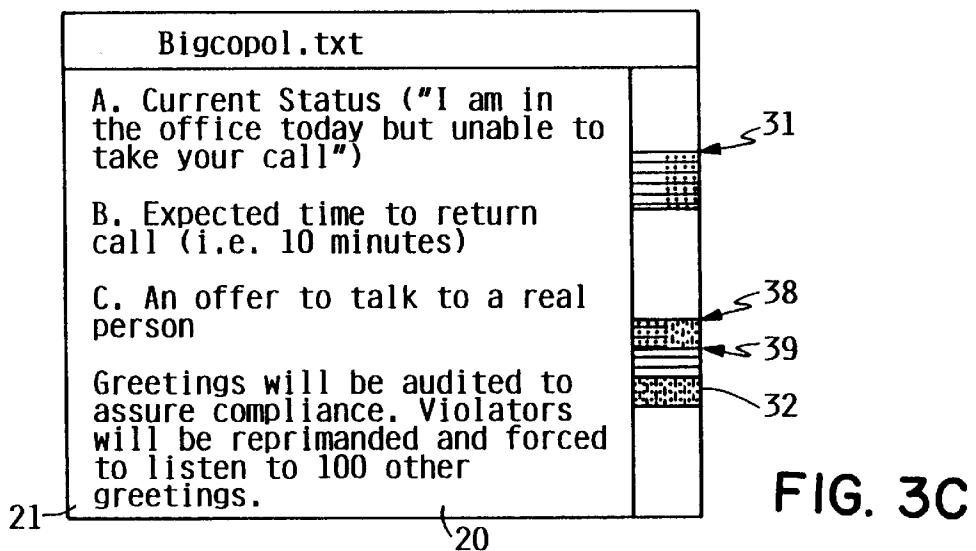 Bigcopol.txt
A. Current Status ("I am in
the office today but unable to
take your call")
B. Expected time to return
call (i.e. 10 minutes)
C. An offer to talk to a real
person
Greetings will be audited to
assure compliance. Violators
will be reprimanded and forced
to listen to 100 other
greetings.
31
38
39
32
21
20
FIG. 3C